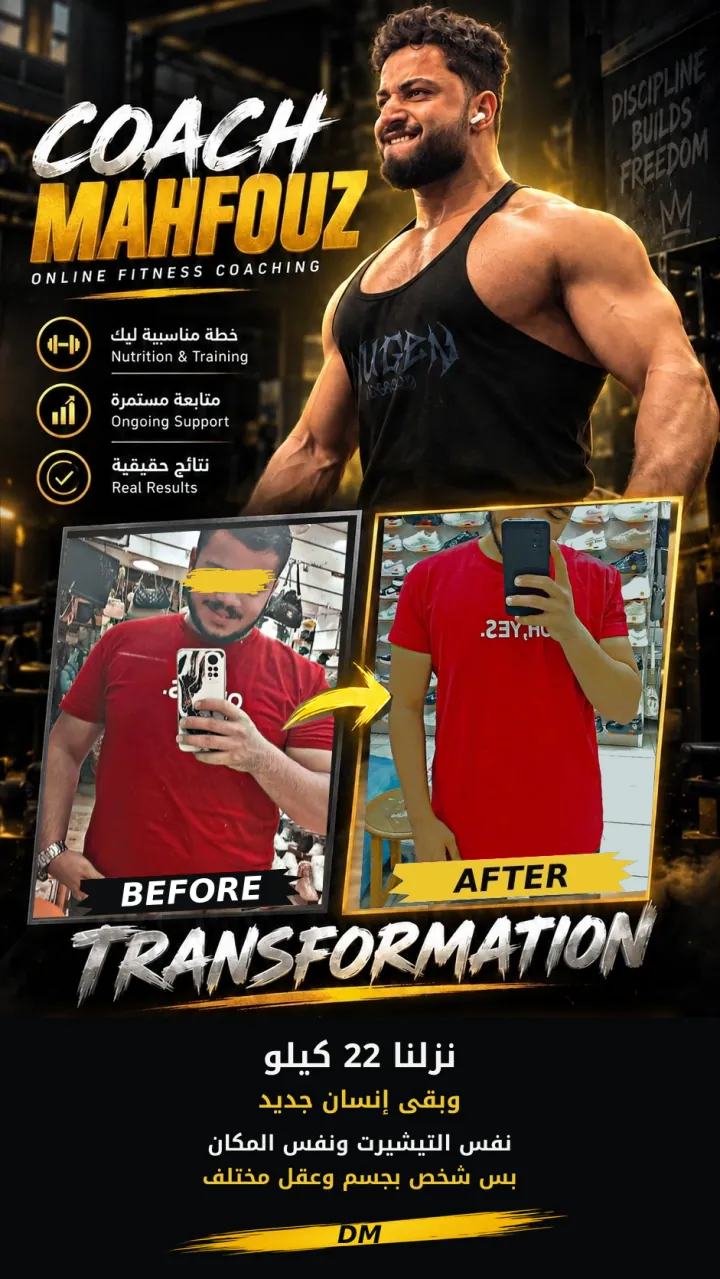 COACH
MAHFOUZ
ONLINE FITNESS COACHING
DISCIPLINE
BUILDS
FREEDOM
خطة مناسبية ليك
Nutrition & Training
متابعة مستمرة
Ongoing Support
نتائج حقيقية
Real Results
YES.
BEFORE
AFTER
TRANSFORMATION
نزلنا 22 كيلو
وبقى إنسان جديد
نفس التيشيرت ونفس المكان
بس شخص بجسم وعقل مختلف
DM